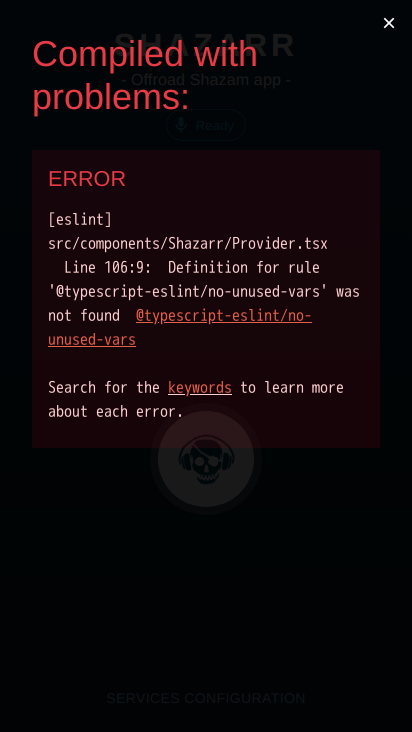 ×
SHAZARR
Compiled with
- Offroad Shazam app -
problems:
Ready
ERROR
[eslint]
src/components/Shazarr/Provider.tsx
Line 106:9:  Definition for rule
'@typescript-eslint/no-unused-vars' was
not found  @typescript-eslint/no-
unused-vars
Search for the keywords to learn more
about each error.
SERVICES CONFIGURATION